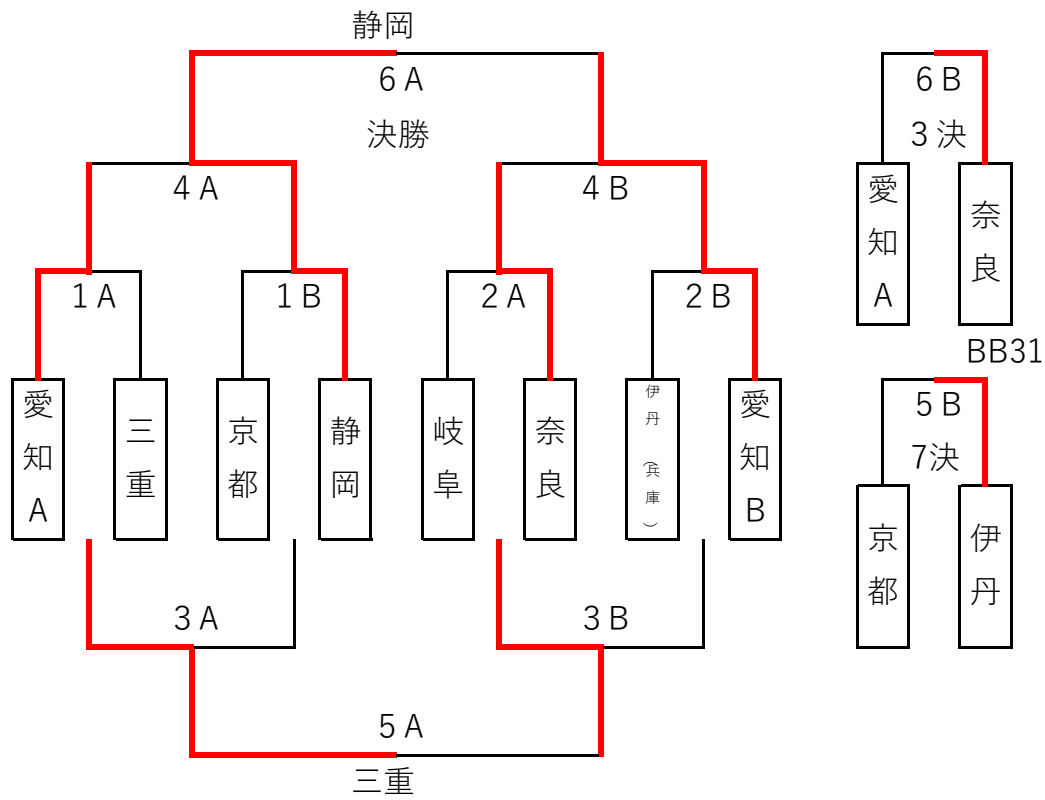 静岡
6A
決勝
4A
4B
1A
1B
2A
2B
愛知A
三重
京都
静岡
岐阜
奈良
伊丹（兵庫）
愛知B
3A
3B
5A
三重
6B
3決
愛知A
奈良
BB31
5B
7決
京都
伊丹